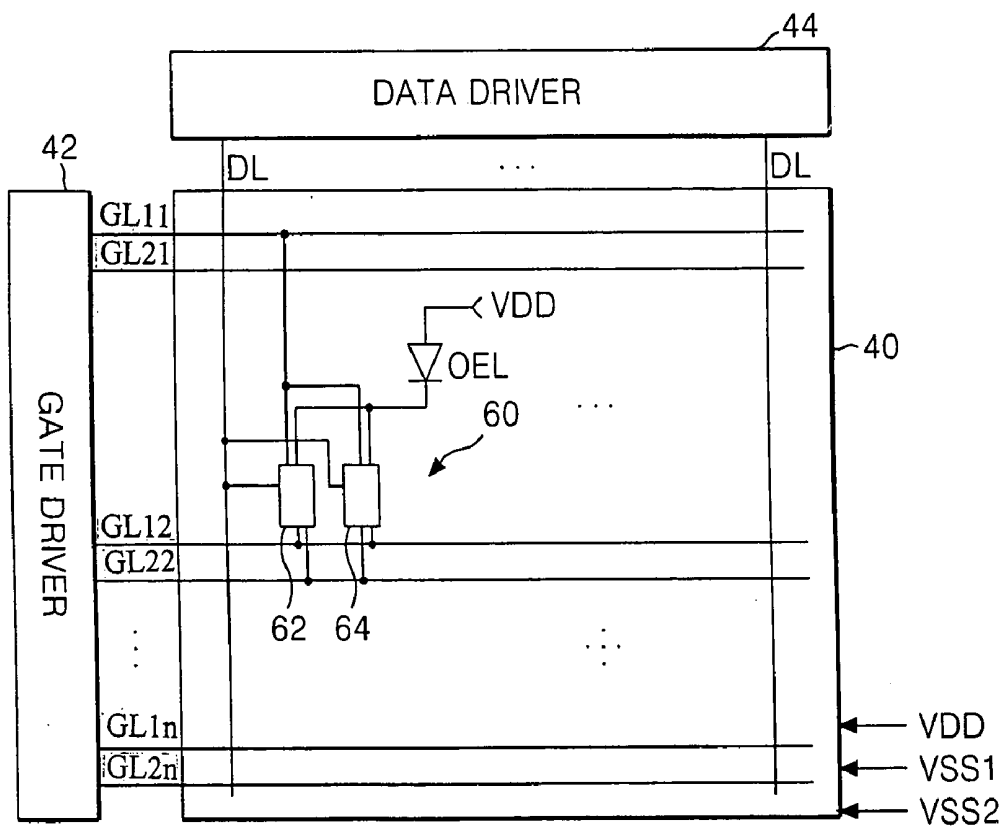 44
DATA DRIVER
42
DL
...
DL
GL11
GL21
VDD
40
OEL
...
60
GATE DRIVER
GL12
GL22
62
64
GL1n
VDD
GL2n
VSS1
VSS2